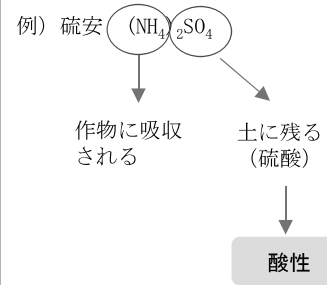 例）硫安 (NH₄)₂SO₄
作物に吸収
される
土に残る
（硫酸）
酸性